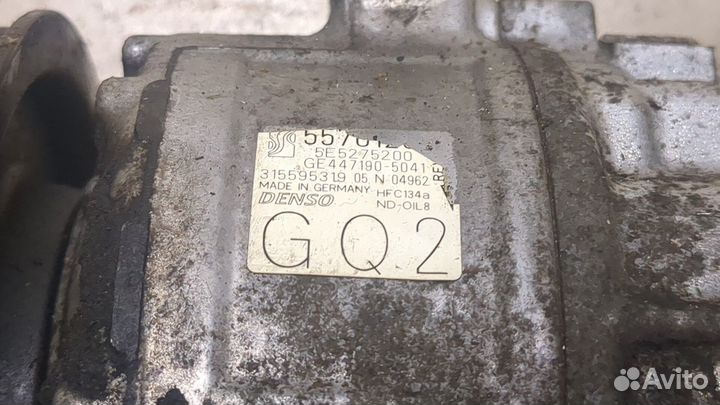 5E5275200
GE447190-5041
315595319 05 N 04962
MADE IN GERMANY HFC134a
DENSO ND-OIL8
GQ2
Avito